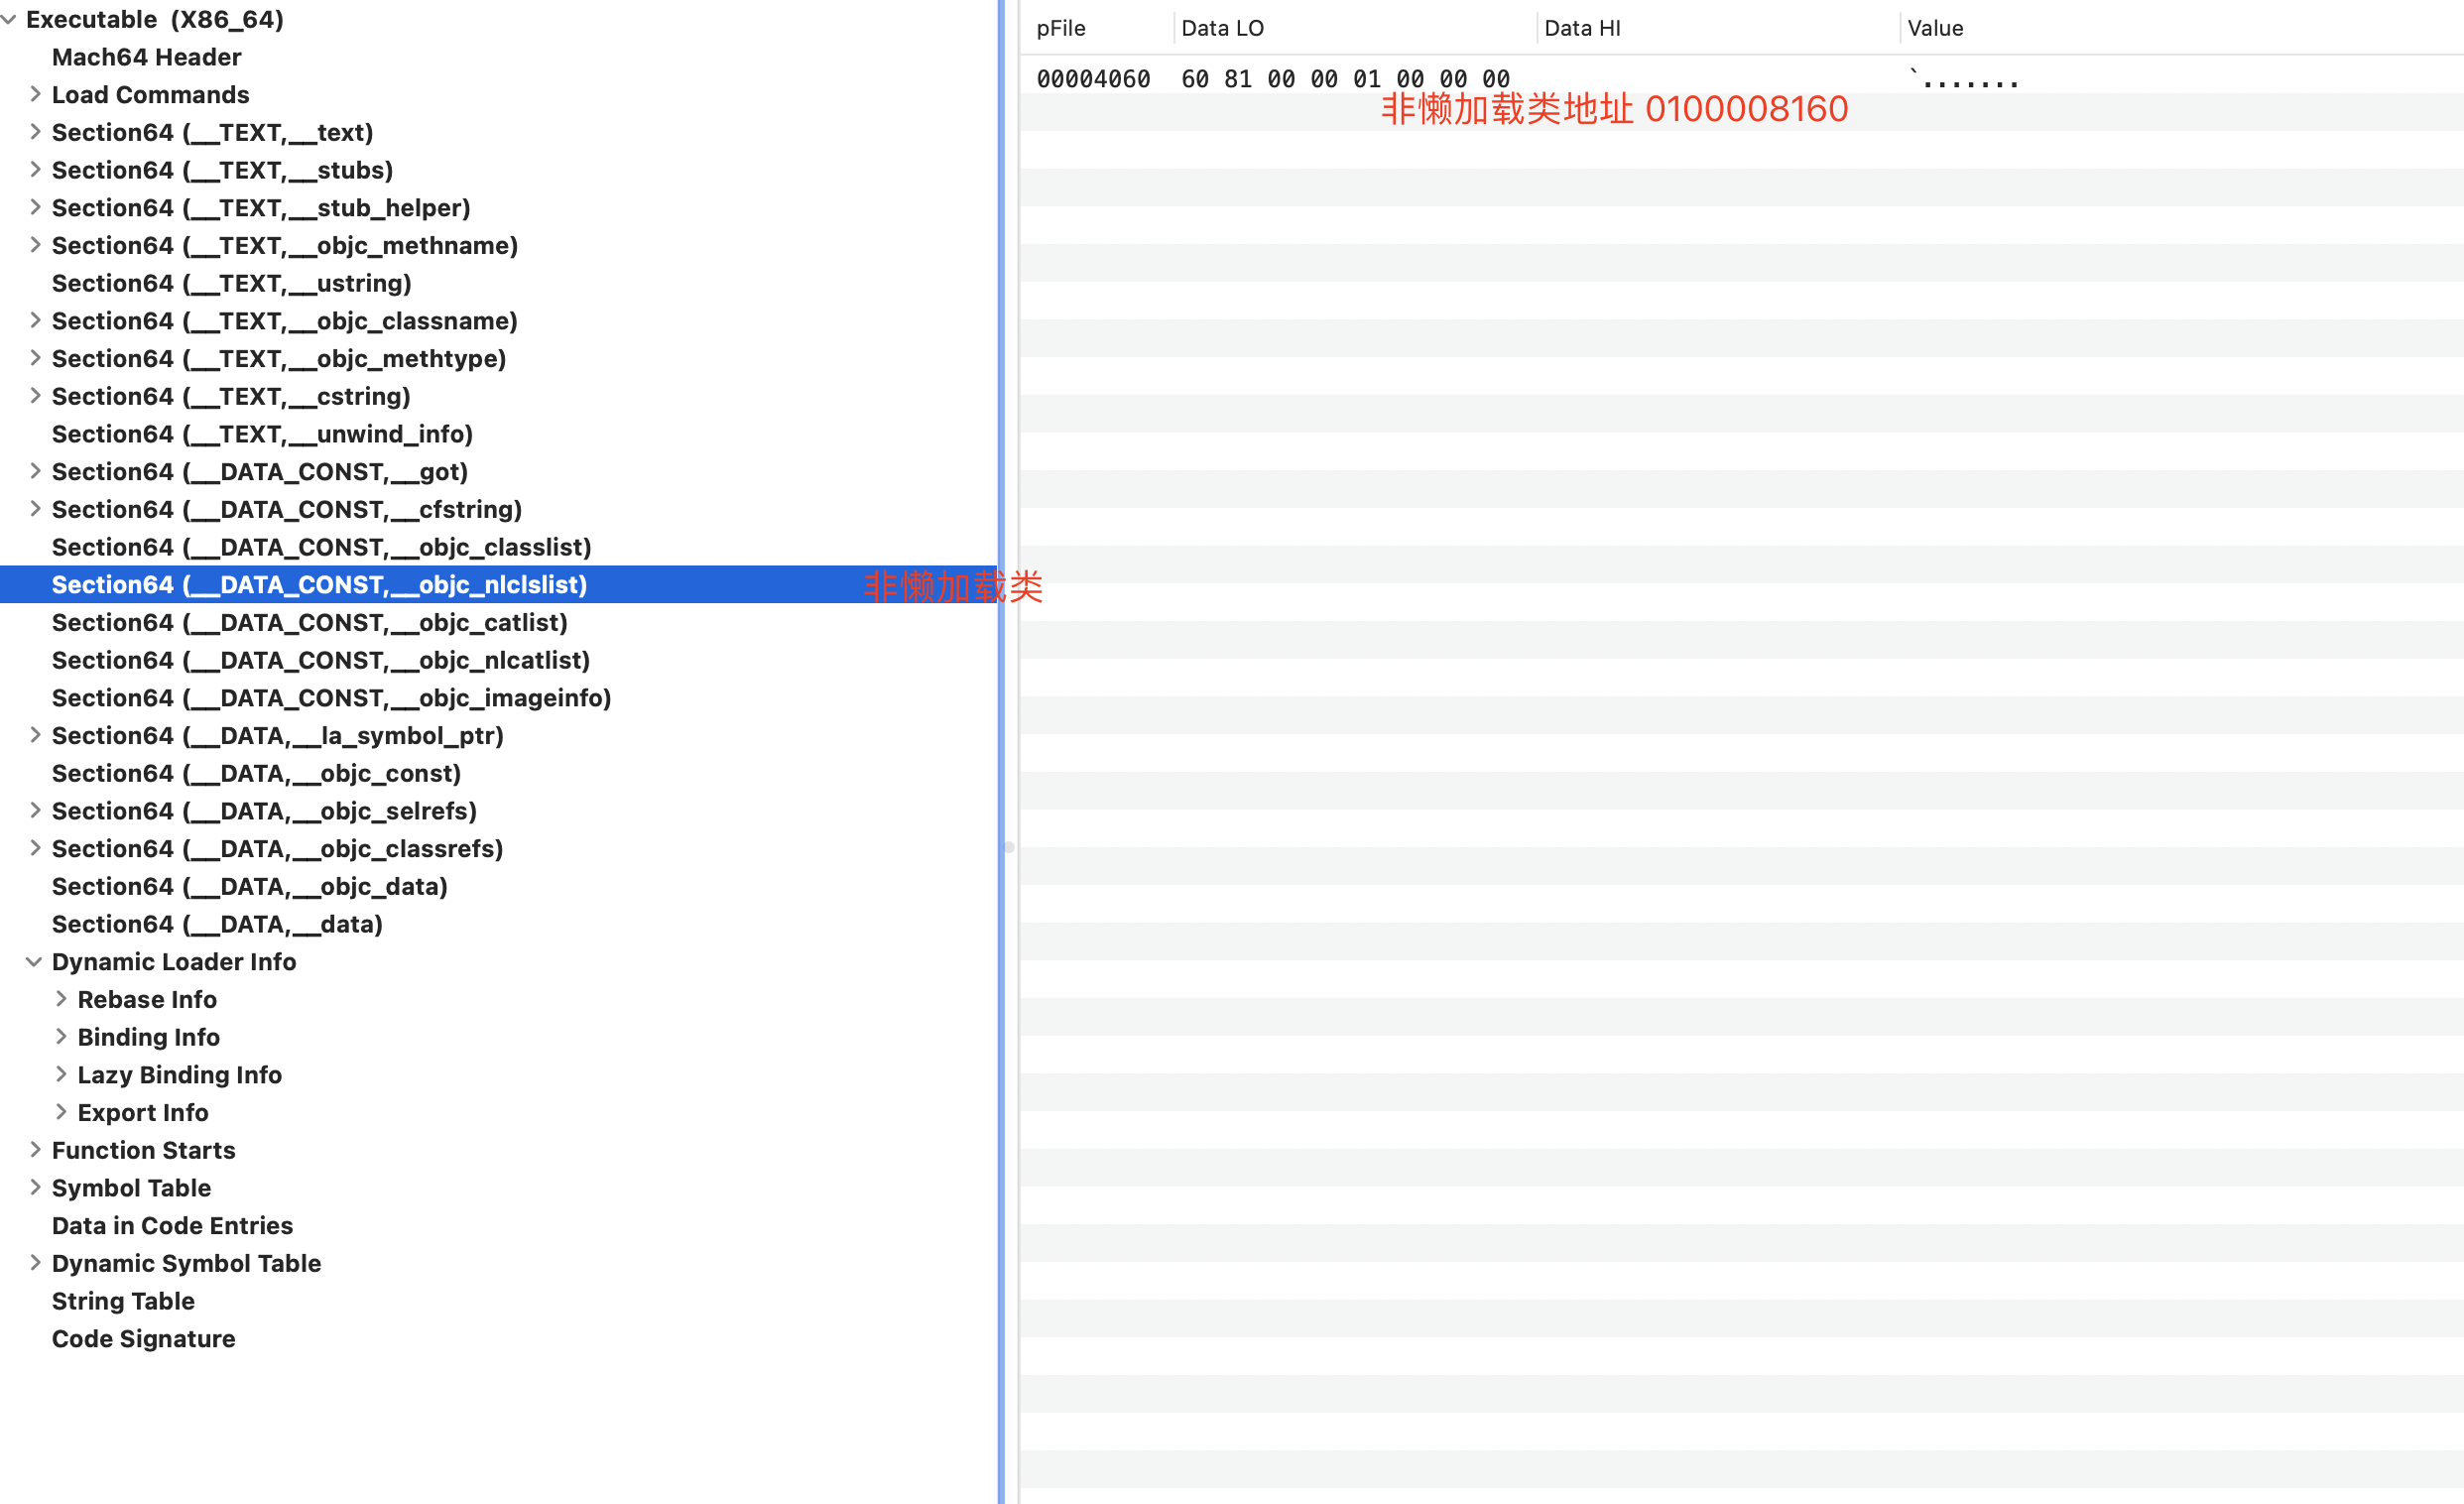 Executable (X86_64)
Mach64 Header
Load Commands
Section64 (__TEXT,__text)
Section64 (__TEXT,__stubs)
Section64 (__TEXT,__stub_helper)
Section64 (__TEXT,__objc_methname)
Section64 (__TEXT,__ustring)
Section64 (__TEXT,__objc_classname)
Section64 (__TEXT,__objc_methtype)
Section64 (__TEXT,__cstring)
Section64 (__TEXT,__unwind_info)
Section64 (__DATA_CONST,__got)
Section64 (__DATA_CONST,__cfstring)
Section64 (__DATA_CONST,__objc_classlist)
Section64 (__DATA_CONST,__objc_nlclslist)
非懒加载类
Section64 (__DATA_CONST,__objc_catlist)
Section64 (__DATA_CONST,__objc_nlcatlist)
Section64 (__DATA_CONST,__objc_imageinfo)
Section64 (__DATA,__la_symbol_ptr)
Section64 (__DATA,__objc_const)
Section64 (__DATA,__objc_selrefs)
Section64 (__DATA,__objc_classrefs)
Section64 (__DATA,__objc_data)
Section64 (__DATA,__data)
Dynamic Loader Info
Rebase Info
Binding Info
Lazy Binding Info
Export Info
Function Starts
Symbol Table
Data in Code Entries
Dynamic Symbol Table
String Table
Code Signature
pFile Data LO Data HI Value
00004060 60 81 00 00 01 00 00 00 `.......
非懒加载类地址 0100008160